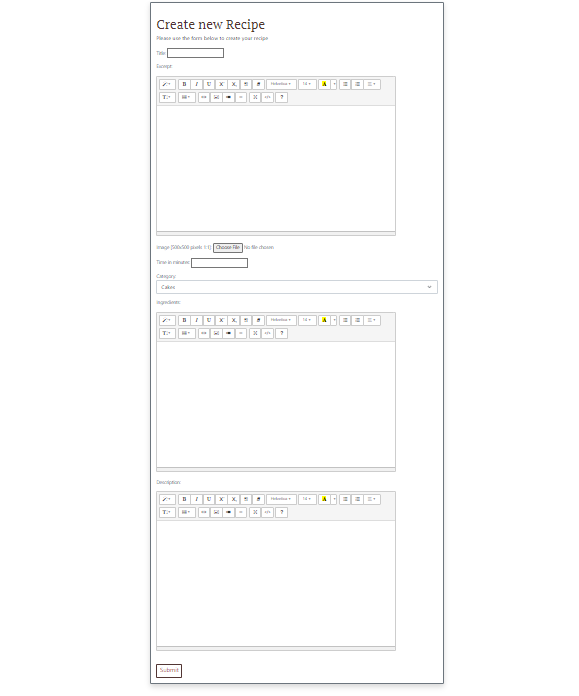 Create new Recipe
Please use the form below to create your recipe
Title:
Excerpt:
B I U X X S
Helvetica 14 A
T
?
Image (500x500 pixels 1:1): Choose File No file chosen
Time in minutes:
Category:
Cakes
Ingredients:
B I U X X S
Helvetica 14 A
T
?
Description:
B I U X X S
Helvetica 14 A
T
?
Submit